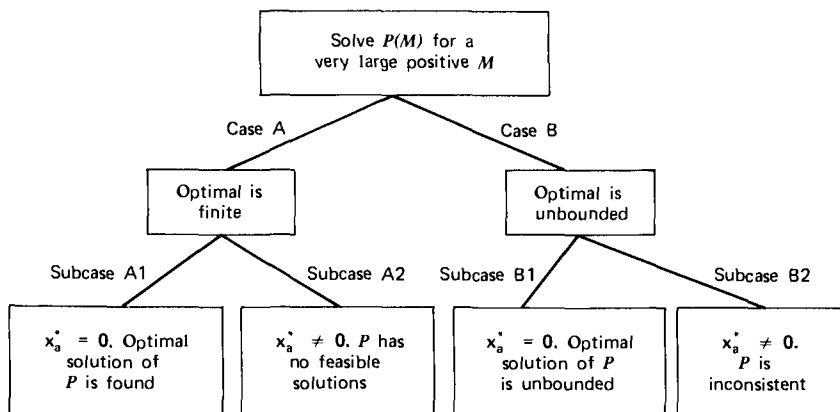 Solve P(M) for a
very large positive M
Case A
Case B
Optimal is
finite
Optimal is
unbounded
Subcase A1
Subcase A2
Subcase B1
Subcase B2
x*a = 0. Optimal
solution of
P is found
x*a ≠ 0. P has
no feasible
solutions
x*a = 0. Optimal
solution of P
is unbounded
x*a ≠ 0.
P is
inconsistent